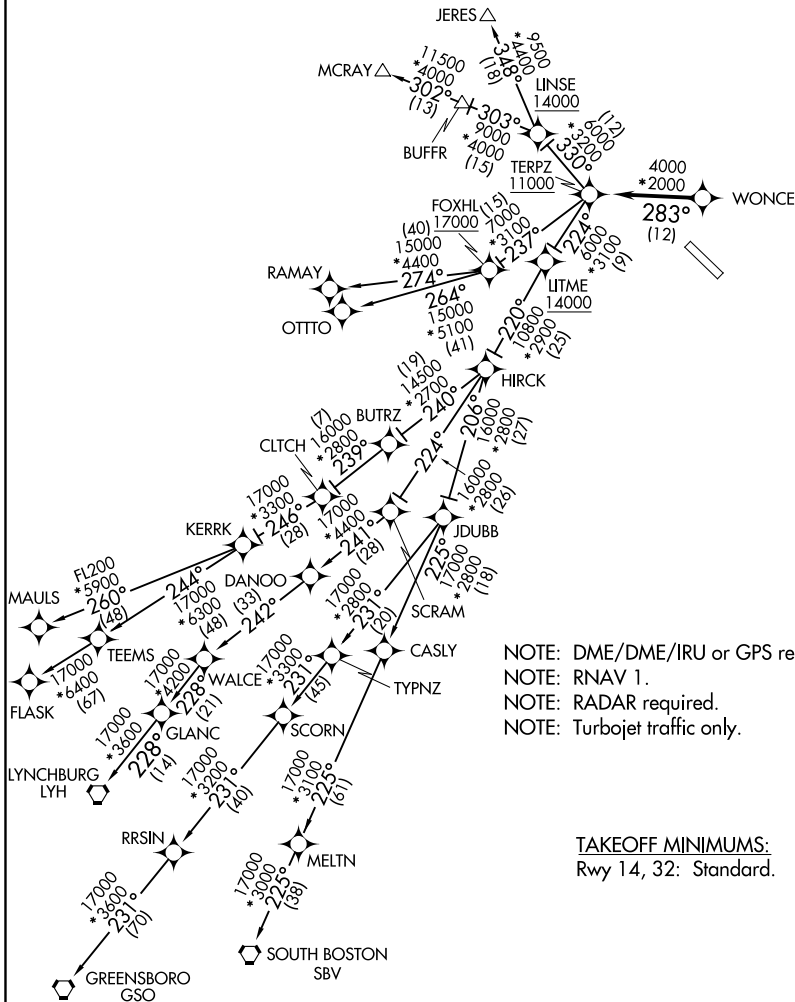 JERES
9500
*4400
348°
(18)
MCRAY
11500
*4000
302°
(13)
LINSE
14000
BUFFR
303°
9000
*4000
(15)
(12)
6000
*3200
330°
TERPZ
11000
4000
*2000
283°
(12)
WONCE
FOXHL
17000
(15)
7000
*3100
237°
224°
6000
*3100
(9)
(40)
15000
*4400
274°
RAMAY
OTTTO
264°
15000
*5100
(41)
LITME
14000
220°
10800
*2900
(25)
HIRCK
(19)
14500
*2700
240°
BUTRZ
206°
16000
*2800
(27)
224°
16000
*2800
(26)
(7)
16000
*2800
239°
CLTCH
17000
*3300
246°
(28)
KERRK
17000
*4400
241°
(28)
JDUBB
SCRAM
225°
17000
*2800
(18)
FL200
*5900
260°
(48)
MAULS
244°
17000
*6300
(48)
DANOO
(33)
242°
17000
*2800
231°
(20)
TEEMS
17000
*6400
(67)
FLASK
WALCE
17000
*4200
228°
(21)
17000
*3300
231°
(45)
TYPNZ
CASLY
GLANC
17000
*3600
228°
(14)
LYNCHBURG
LYH
SCORN
17000
*3200
231°
(40)
17000
*3100
225°
(61)
RRSIN
MELTN
17000
*3600
231°
(70)
17000
*3000
225°
(38)
GREENSBORO
GSO
SOUTH BOSTON
SBV
NOTE: DME/DME/IRU or GPS re
NOTE: RNAV 1.
NOTE: RADAR required.
NOTE: Turbojet traffic only.
TAKEOFF MINIMUMS:
Rwy 14, 32: Standard.